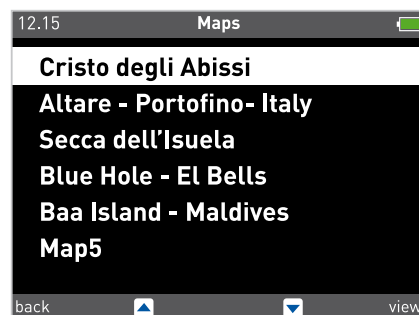 12.15 Maps
Cristo degli Abissi
Altare - Portofino- Italy
Secca dell'Isuela
Blue Hole - El Bells
Baa Island - Maldives
Map5
back view